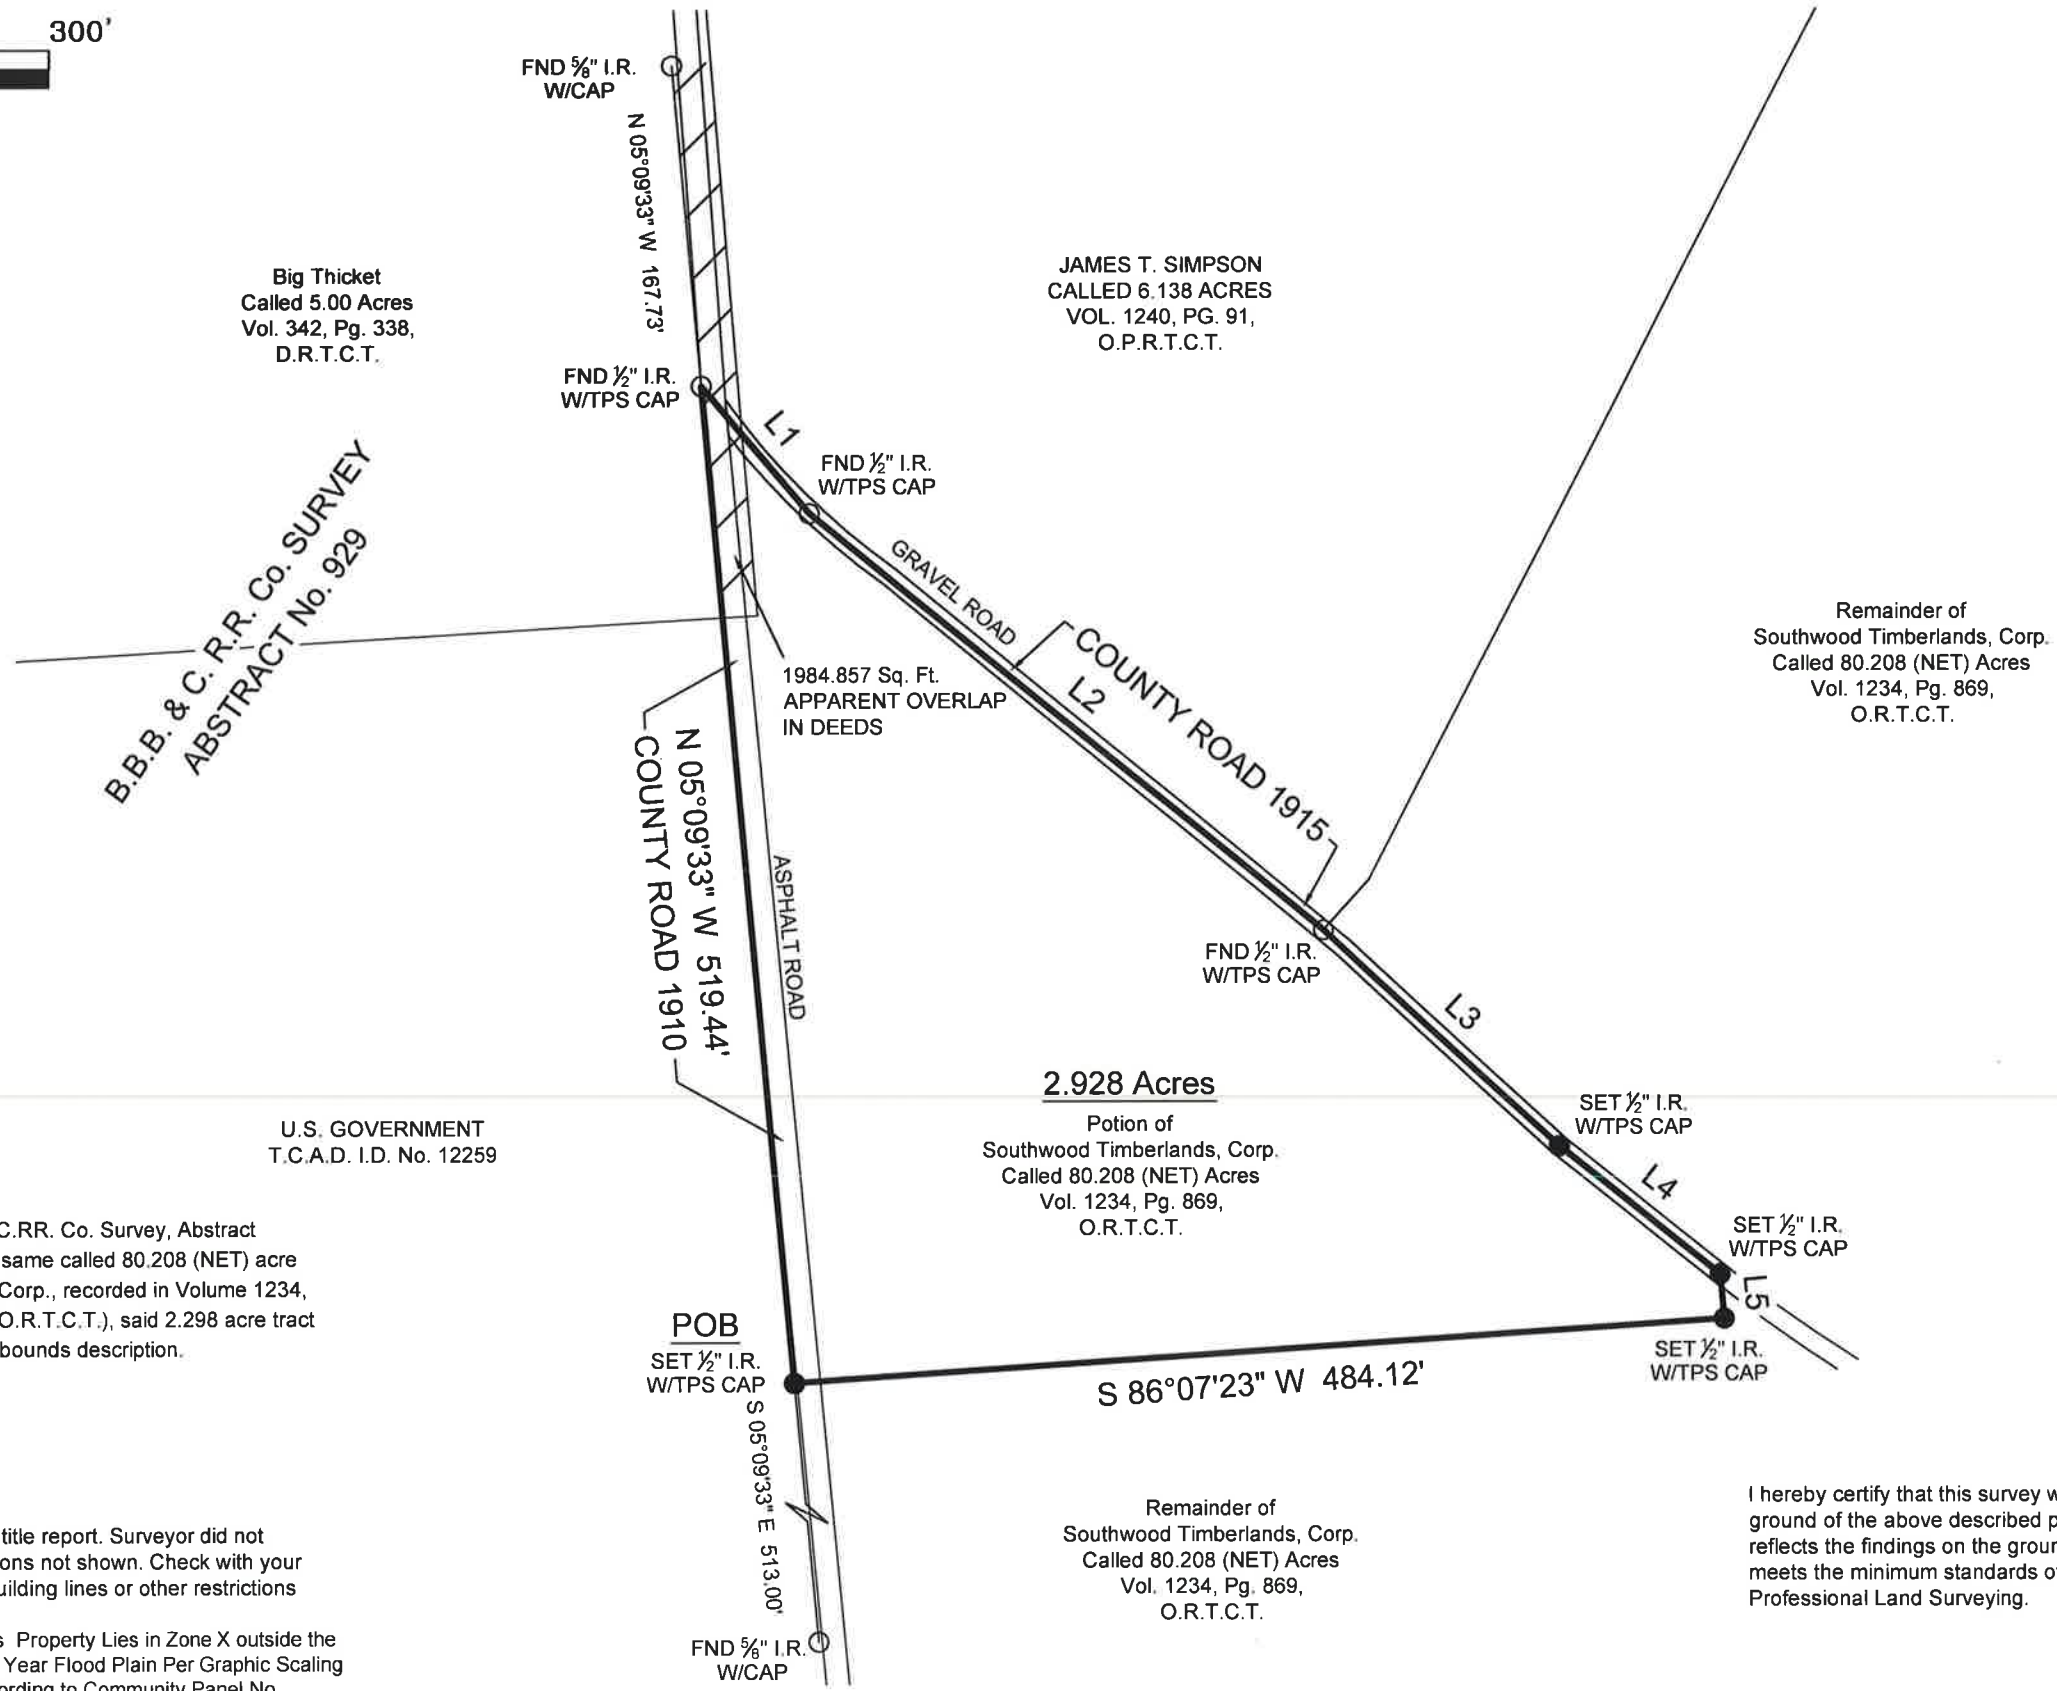 300'
FND ⅝" I.R.
W/CAP
N 05°09'33" W 167.73'
Big Thicket
Called 5.00 Acres
Vol. 342, Pg. 338,
D.R.T.C.T.
JAMES T. SIMPSON
CALLED 6.138 ACRES
VOL. 1240, PG. 91,
O.P.R.T.C.T.
FND ½" I.R.
W/TPS CAP
L1
FND ½" I.R.
W/TPS CAP
B.B.B. & C. R.R. Co. SURVEY
ABSTRACT No. 929
GRAVEL ROAD
COUNTY ROAD 1915
L2
Remainder of
Southwood Timberlands, Corp.
Called 80.208 (NET) Acres
Vol. 1234, Pg. 869,
O.R.T.C.T.
1984.857 Sq. Ft.
APPARENT OVERLAP
IN DEEDS
N 05°09'33" W 519.44'
COUNTY ROAD 1910
ASPHALT ROAD
FND ½" I.R.
W/TPS CAP
L3
2.928 Acres
Potion of
Southwood Timberlands, Corp.
Called 80.208 (NET) Acres
Vol. 1234, Pg. 869,
O.R.T.C.T.
SET ½" I.R.
W/TPS CAP
L4
U.S. GOVERNMENT
T.C.A.D. I.D. No. 12259
SET ½" I.R.
W/TPS CAP
L5
C.RR. Co. Survey, Abstract
same called 80.208 (NET) acre
Corp., recorded in Volume 1234,
O.R.T.C.T.), said 2.298 acre tract
bounds description.
POB
SET ½" I.R.
W/TPS CAP
SET ½" I.R.
W/TPS CAP
S 86°07'23" W 484.12'
S 05°09'33" E 513.00'
Remainder of
Southwood Timberlands, Corp.
Called 80.208 (NET) Acres
Vol. 1234, Pg. 869,
O.R.T.C.T.
I hereby certify that this survey w
ground of the above described p
reflects the findings on the groun
meets the minimum standards o
Professional Land Surveying.
title report. Surveyor did not
ons not shown. Check with your
uilding lines or other restrictions
s Property Lies in Zone X outside the
Year Flood Plain Per Graphic Scaling
ording to Community Panel No.
FND ⅝" I.R.
W/CAP